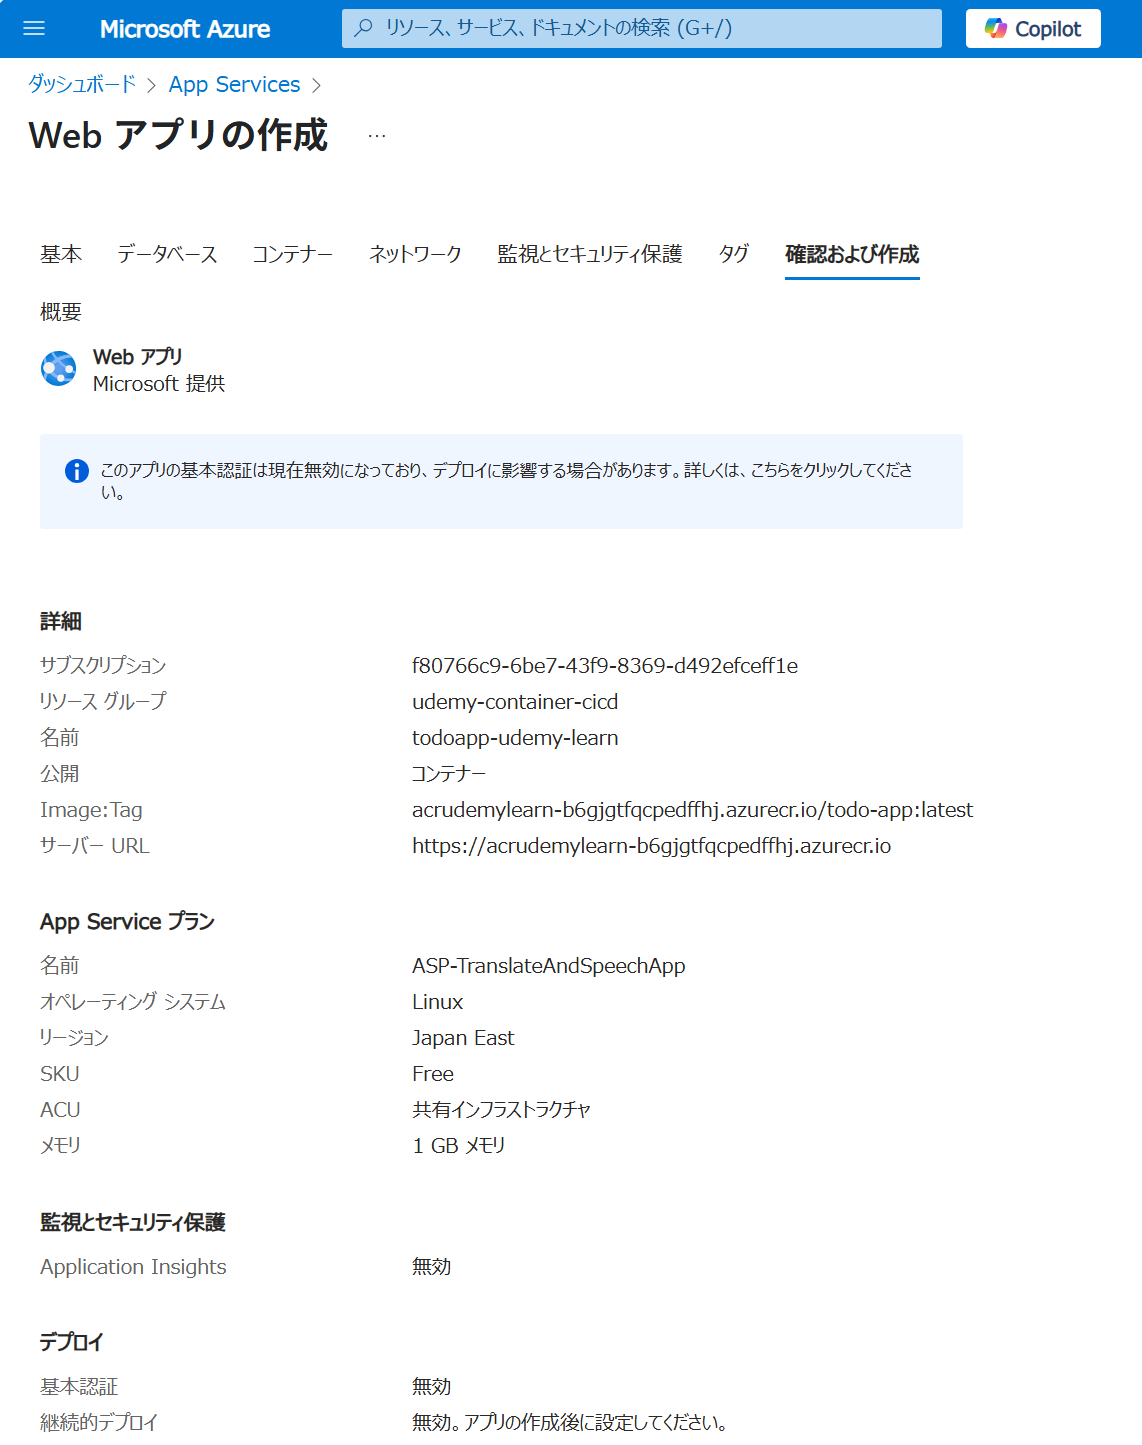 Microsoft Azure
リソース、サービス、ドキュメントの検索 (G+/)
Copilot
ダッシュボード > App Services >
Web アプリの作成 …
基本 データベース コンテナー ネットワーク 監視とセキュリティ保護 タグ 確認および作成
概要
Web アプリ
Microsoft 提供
このアプリの基本認証は現在無効になっており、デプロイに影響する場合があります。詳しくは、こちらをクリックしてくださ
い。
詳細
サブスクリプション f80766c9-6be7-43f9-8369-d492efceff1e
リソース グループ udemy-container-cicd
名前 todoapp-udemy-learn
公開 コンテナー
Image:Tag acrudemylearn-b6gjgtfqcpedffhj.azurecr.io/todo-app:latest
サーバー URL https://acrudemylearn-b6gjgtfqcpedffhj.azurecr.io
App Service プラン
名前 ASP-TranslateAndSpeechApp
オペレーティング システム Linux
リージョン Japan East
SKU Free
ACU 共有インフラストラクチャ
メモリ 1 GB メモリ
監視とセキュリティ保護
Application Insights 無効
デプロイ
基本認証 無効
継続的デプロイ 無効。アプリの作成後に設定してください。